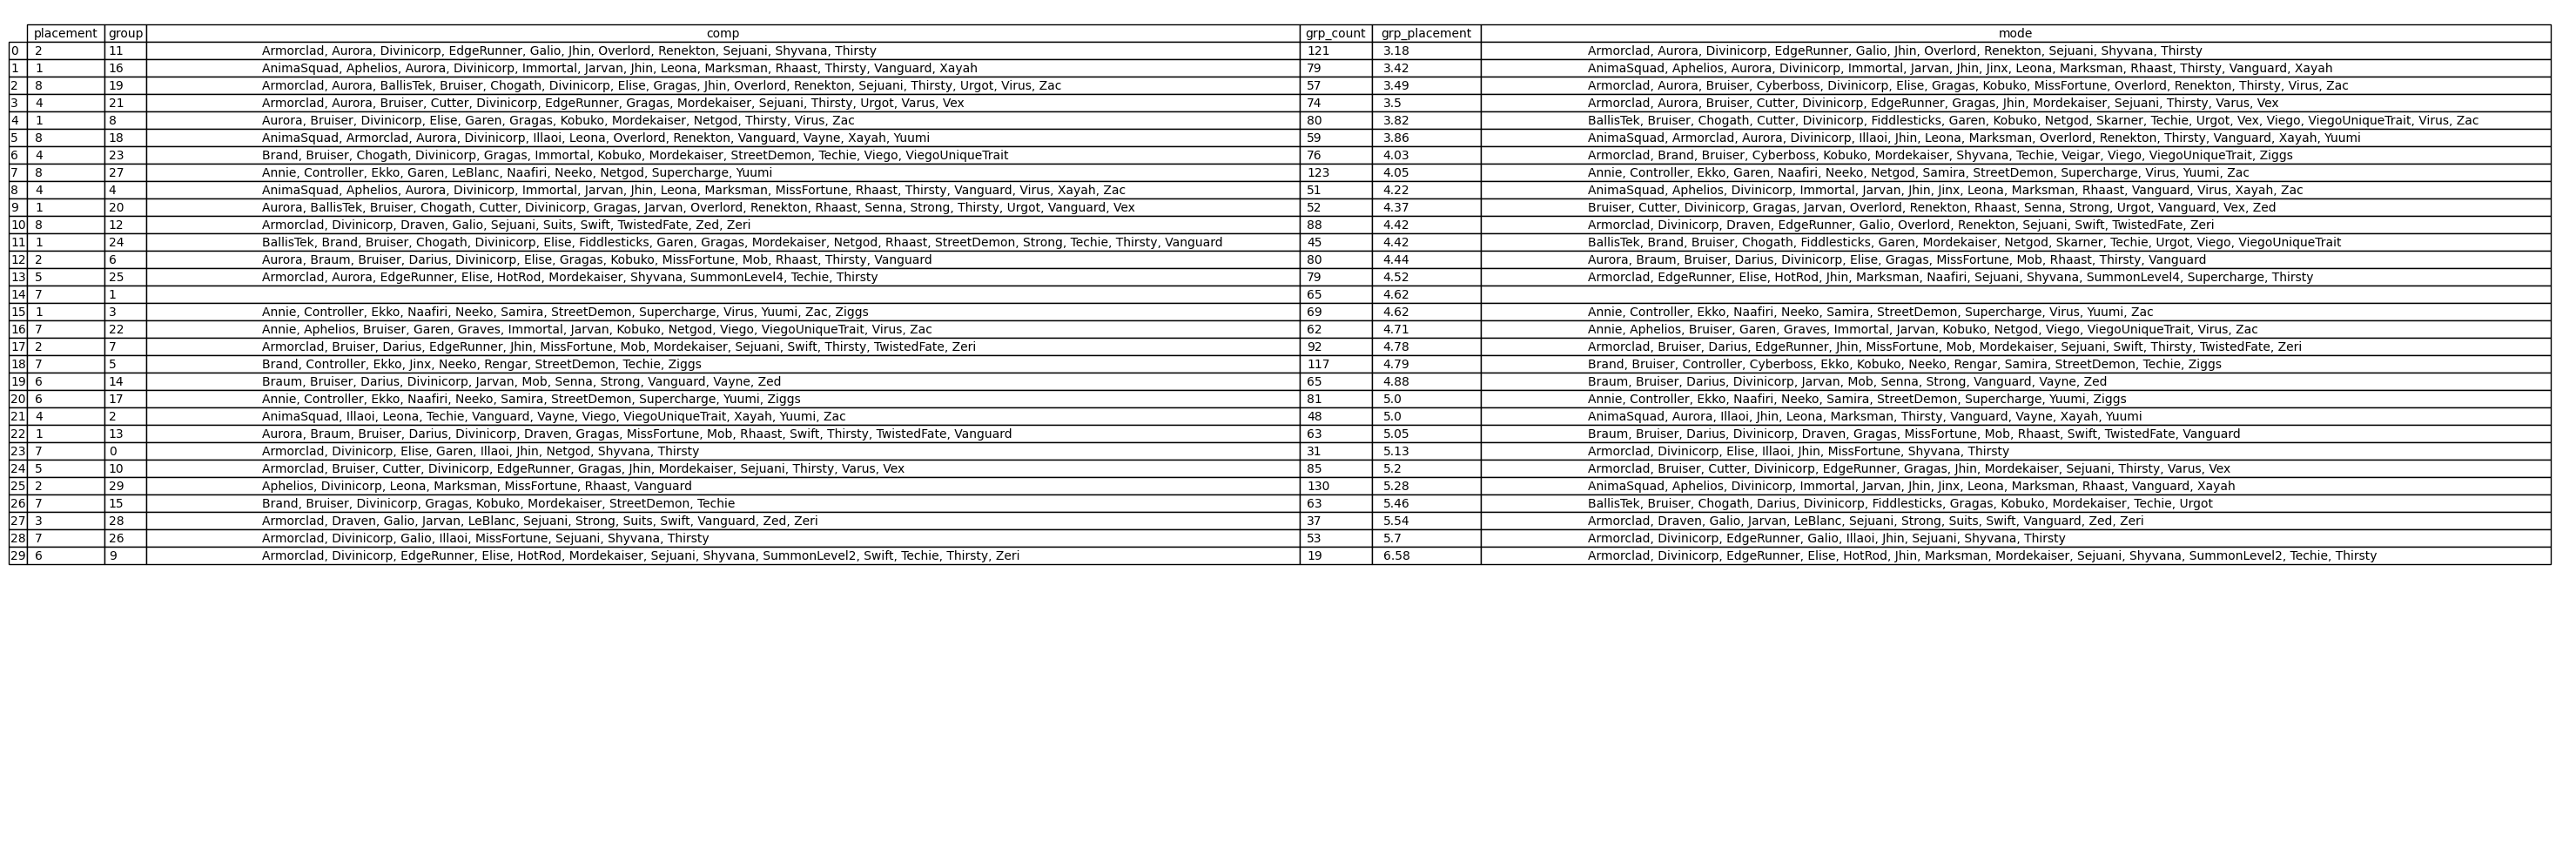 placement group comp grp_count grp_placement mode
0 2 11 Armorclad, Aurora, Divinicorp, EdgeRunner, Galio, Jhin, Overlord, Renekton, Sejuani, Shyvana, Thirsty 121 3.18 Armorclad, Aurora, Divinicorp, EdgeRunner, Galio, Jhin, Overlord, Renekton, Sejuani, Shyvana, Thirsty
1 1 16 AnimaSquad, Aphelios, Aurora, Divinicorp, Immortal, Jarvan, Jhin, Leona, Marksman, Rhaast, Thirsty, Vanguard, Xayah 79 3.42 AnimaSquad, Aphelios, Aurora, Divinicorp, Immortal, Jarvan, Jhin, Jinx, Leona, Marksman, Rhaast, Thirsty, Vanguard, Xayah
2 8 19 Armorclad, Aurora, BallisTek, Bruiser, Chogath, Divinicorp, Elise, Gragas, Jhin, Overlord, Renekton, Sejuani, Thirsty, Urgot, Virus, Zac 57 3.49 Armorclad, Aurora, Bruiser, Cyberboss, Divinicorp, Elise, Gragas, Kobuko, MissFortune, Overlord, Renekton, Thirsty, Virus, Zac
3 4 21 Armorclad, Aurora, Bruiser, Cutter, Divinicorp, EdgeRunner, Gragas, Mordekaiser, Sejuani, Thirsty, Urgot, Varus, Vex 74 3.5 Armorclad, Aurora, Bruiser, Cutter, Divinicorp, EdgeRunner, Gragas, Jhin, Mordekaiser, Sejuani, Thirsty, Varus, Vex
4 1 8 Aurora, Bruiser, Divinicorp, Elise, Garen, Gragas, Kobuko, Mordekaiser, Netgod, Thirsty, Virus, Zac 80 3.82 BallisTek, Bruiser, Chogath, Cutter, Divinicorp, Fiddlesticks, Garen, Kobuko, Netgod, Skarner, Techie, Urgot, Vex, Viego, ViegoUniqueTrait, Virus, Zac
5 8 18 AnimaSquad, Armorclad, Aurora, Divinicorp, Illaoi, Leona, Overlord, Renekton, Vanguard, Vayne, Xayah, Yuumi 59 3.86 AnimaSquad, Armorclad, Aurora, Divinicorp, Illaoi, Jhin, Leona, Marksman, Overlord, Renekton, Thirsty, Vanguard, Xayah, Yuumi
6 4 23 Brand, Bruiser, Chogath, Divinicorp, Gragas, Immortal, Kobuko, Mordekaiser, StreetDemon, Techie, Viego, ViegoUniqueTrait 76 4.03 Armorclad, Brand, Bruiser, Cyberboss, Kobuko, Mordekaiser, Shyvana, Techie, Veigar, Viego, ViegoUniqueTrait, Ziggs
7 8 27 Annie, Controller, Ekko, Garen, LeBlanc, Naafiri, Neeko, Netgod, Supercharge, Yuumi 123 4.05 Annie, Controller, Ekko, Garen, Naafiri, Neeko, Netgod, Samira, StreetDemon, Supercharge, Virus, Yuumi, Zac
8 4 4 AnimaSquad, Aphelios, Aurora, Divinicorp, Immortal, Jarvan, Jhin, Leona, Marksman, MissFortune, Rhaast, Thirsty, Vanguard, Virus, Xayah, Zac 51 4.22 AnimaSquad, Aphelios, Divinicorp, Immortal, Jarvan, Jhin, Jinx, Leona, Marksman, Rhaast, Vanguard, Virus, Xayah, Zac
9 1 20 Aurora, BallisTek, Bruiser, Chogath, Cutter, Divinicorp, Gragas, Jarvan, Overlord, Renekton, Rhaast, Senna, Strong, Thirsty, Urgot, Vanguard, Vex 52 4.37 Bruiser, Cutter, Divinicorp, Gragas, Jarvan, Overlord, Renekton, Rhaast, Senna, Strong, Urgot, Vanguard, Vex, Zed
10 8 12 Armorclad, Divinicorp, Draven, Galio, Sejuani, Suits, Swift, TwistedFate, Zed, Zeri 88 4.42 Armorclad, Divinicorp, Draven, EdgeRunner, Galio, Overlord, Renekton, Sejuani, Swift, TwistedFate, Zeri
11 1 24 BallisTek, Brand, Bruiser, Chogath, Divinicorp, Elise, Fiddlesticks, Garen, Gragas, Mordekaiser, Netgod, Rhaast, StreetDemon, Strong, Techie, Thirsty, Vanguard 45 4.42 BallisTek, Brand, Bruiser, Chogath, Fiddlesticks, Garen, Mordekaiser, Netgod, Skarner, Techie, Urgot, Viego, ViegoUniqueTrait
12 2 6 Aurora, Braum, Bruiser, Darius, Divinicorp, Elise, Gragas, Kobuko, MissFortune, Mob, Rhaast, Thirsty, Vanguard 80 4.44 Aurora, Braum, Bruiser, Darius, Divinicorp, Elise, Gragas, MissFortune, Mob, Rhaast, Thirsty, Vanguard
13 5 25 Armorclad, Aurora, EdgeRunner, Elise, HotRod, Mordekaiser, Shyvana, SummonLevel4, Techie, Thirsty 79 4.52 Armorclad, EdgeRunner, Elise, HotRod, Jhin, Marksman, Naafiri, Sejuani, Shyvana, SummonLevel4, Supercharge, Thirsty
14 7 1 65 4.62
15 1 3 Annie, Controller, Ekko, Naafiri, Neeko, Samira, StreetDemon, Supercharge, Virus, Yuumi, Zac, Ziggs 69 4.62 Annie, Controller, Ekko, Naafiri, Neeko, Samira, StreetDemon, Supercharge, Virus, Yuumi, Zac
16 7 22 Annie, Aphelios, Bruiser, Garen, Graves, Immortal, Jarvan, Kobuko, Netgod, Viego, ViegoUniqueTrait, Virus, Zac 62 4.71 Annie, Aphelios, Bruiser, Garen, Graves, Immortal, Jarvan, Kobuko, Netgod, Viego, ViegoUniqueTrait, Virus, Zac
17 2 7 Armorclad, Bruiser, Darius, EdgeRunner, Jhin, MissFortune, Mob, Mordekaiser, Sejuani, Swift, Thirsty, TwistedFate, Zeri 92 4.78 Armorclad, Bruiser, Darius, EdgeRunner, Jhin, MissFortune, Mob, Mordekaiser, Sejuani, Swift, Thirsty, TwistedFate, Zeri
18 7 5 Brand, Controller, Ekko, Jinx, Neeko, Rengar, StreetDemon, Techie, Ziggs 117 4.79 Brand, Bruiser, Controller, Cyberboss, Ekko, Kobuko, Neeko, Rengar, Samira, StreetDemon, Techie, Ziggs
19 6 14 Braum, Bruiser, Darius, Divinicorp, Jarvan, Mob, Senna, Strong, Vanguard, Vayne, Zed 65 4.88 Braum, Bruiser, Darius, Divinicorp, Jarvan, Mob, Senna, Strong, Vanguard, Vayne, Zed
20 6 17 Annie, Controller, Ekko, Naafiri, Neeko, Samira, StreetDemon, Supercharge, Yuumi, Ziggs 81 5.0 Annie, Controller, Ekko, Naafiri, Neeko, Samira, StreetDemon, Supercharge, Yuumi, Ziggs
21 4 2 AnimaSquad, Illaoi, Leona, Techie, Vanguard, Vayne, Viego, ViegoUniqueTrait, Xayah, Yuumi, Zac 48 5.0 AnimaSquad, Aurora, Illaoi, Jhin, Leona, Marksman, Thirsty, Vanguard, Vayne, Xayah, Yuumi
22 1 13 Aurora, Braum, Bruiser, Darius, Divinicorp, Draven, Gragas, MissFortune, Mob, Rhaast, Swift, Thirsty, TwistedFate, Vanguard 63 5.05 Braum, Bruiser, Darius, Divinicorp, Draven, Gragas, MissFortune, Mob, Rhaast, Swift, TwistedFate, Vanguard
23 7 0 Armorclad, Divinicorp, Elise, Garen, Illaoi, Jhin, Netgod, Shyvana, Thirsty 31 5.13 Armorclad, Divinicorp, Elise, Illaoi, Jhin, MissFortune, Shyvana, Thirsty
24 5 10 Armorclad, Bruiser, Cutter, Divinicorp, EdgeRunner, Gragas, Jhin, Mordekaiser, Sejuani, Thirsty, Varus, Vex 85 5.2 Armorclad, Bruiser, Cutter, Divinicorp, EdgeRunner, Gragas, Jhin, Mordekaiser, Sejuani, Thirsty, Varus, Vex
25 2 29 Aphelios, Divinicorp, Leona, Marksman, MissFortune, Rhaast, Vanguard 130 5.28 AnimaSquad, Aphelios, Divinicorp, Immortal, Jarvan, Jhin, Jinx, Leona, Marksman, Rhaast, Vanguard, Xayah
26 7 15 Brand, Bruiser, Divinicorp, Gragas, Kobuko, Mordekaiser, StreetDemon, Techie 63 5.46 BallisTek, Bruiser, Chogath, Darius, Divinicorp, Fiddlesticks, Gragas, Kobuko, Mordekaiser, Techie, Urgot
27 3 28 Armorclad, Draven, Galio, Jarvan, LeBlanc, Sejuani, Strong, Suits, Swift, Vanguard, Zed, Zeri 37 5.54 Armorclad, Draven, Galio, Jarvan, LeBlanc, Sejuani, Strong, Suits, Swift, Vanguard, Zed, Zeri
28 7 26 Armorclad, Divinicorp, Galio, Illaoi, MissFortune, Sejuani, Shyvana, Thirsty 53 5.7 Armorclad, Divinicorp, EdgeRunner, Galio, Illaoi, Jhin, Sejuani, Shyvana, Thirsty
29 6 9 Armorclad, Divinicorp, EdgeRunner, Elise, HotRod, Mordekaiser, Sejuani, Shyvana, SummonLevel2, Swift, Techie, Thirsty, Zeri 19 6.58 Armorclad, Divinicorp, EdgeRunner, Elise, HotRod, Jhin, Marksman, Mordekaiser, Sejuani, Shyvana, SummonLevel2, Techie, Thirsty